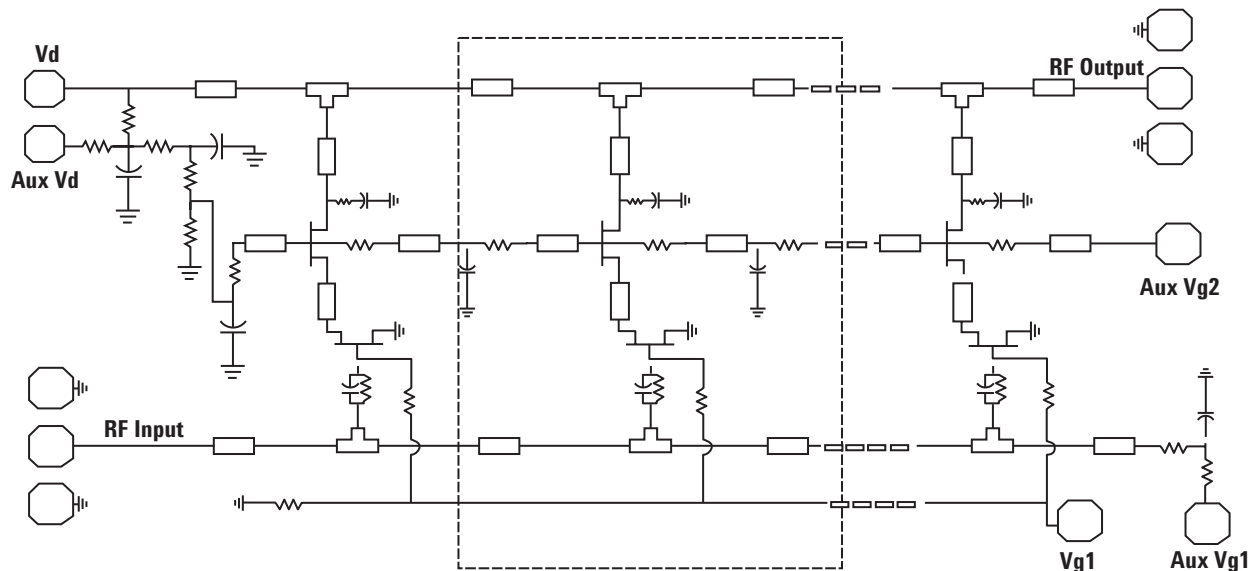 Vd
RF Output
Aux Vd
Aux Vg2
RF Input
Vg1
Aux Vg1